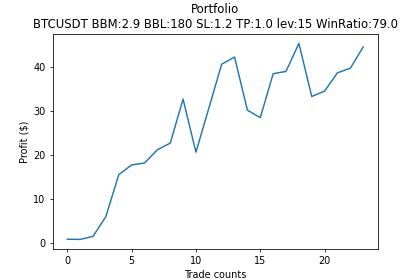 Portfolio
BTCUSDT BBM:2.9 BBL:180 SL:1.2 TP:1.0 lev:15 WinRatio:79.0
Profit ($)
40
30
20
10
0
0 5 10 15 20
Trade counts